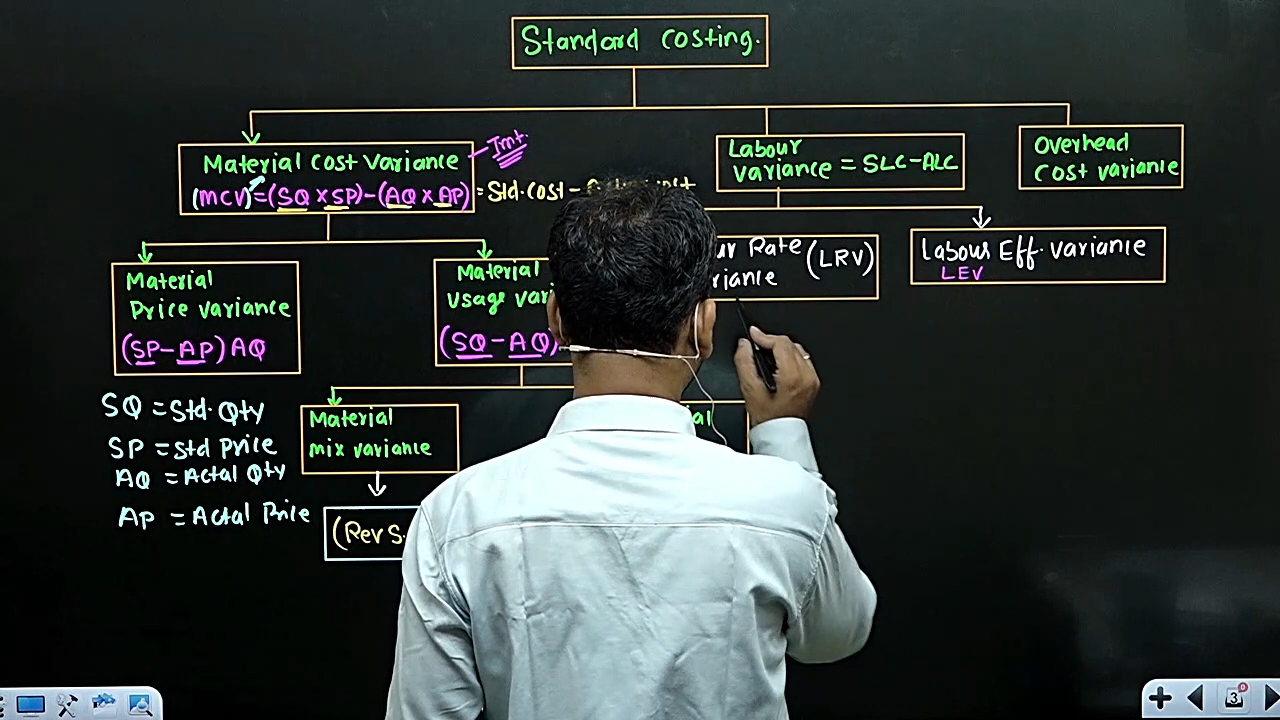 Standard Costing.
Material Cost Variance
(MCV)=(SQ × SP)-(AQ × AP)
Imt.
= Std. Cost -
Labour
variance = SLC-ALC
Overhead
Cost variance
Material
Price variance
(SP-AP)AQ
Material
Usage
(SQ-AQ)
Rate (LRV)
Labour Eff. variance
LEV
SQ = Std. Qty
SP = std Price
AQ = Actal Qty
AP = Actal Price
Material
mix variance
(Rev S.
3